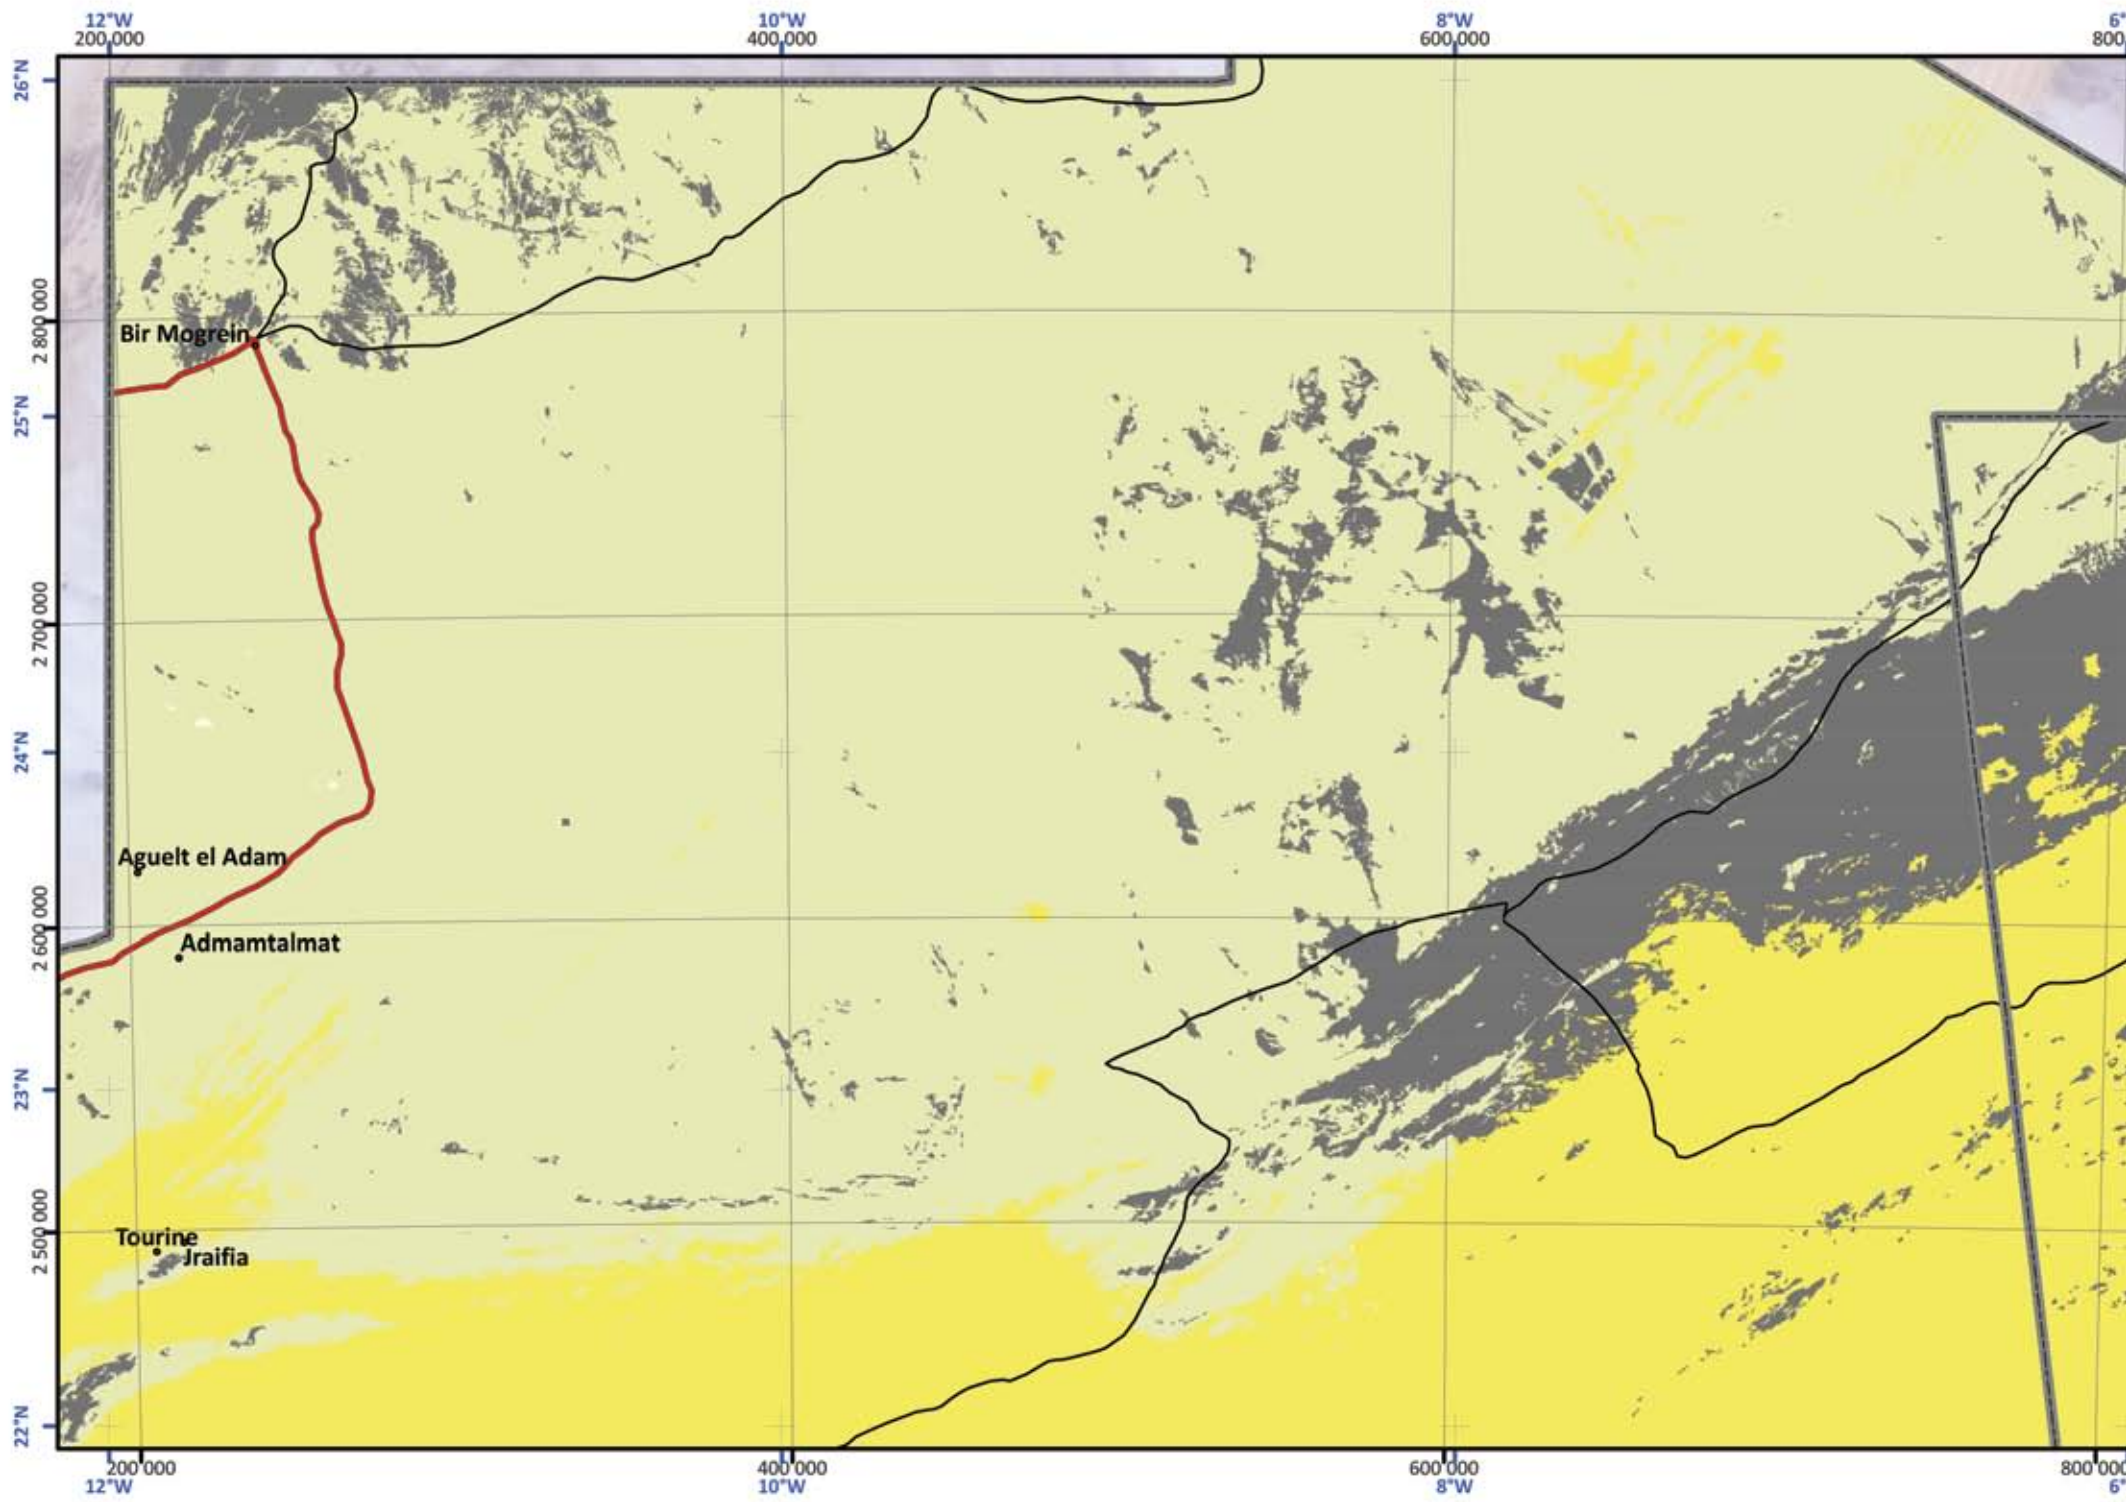 12°W 10°W 8°W 6°
200 000 400 000 600 000 800
26°N
2 800 000
Bir Mogrein
25°N
2 700 000
24°N
Aguelt el Adam
2 600 000
Admamtalmat
23°N
2 500 000
Tourine
Jraifia
22°N
200 000 400 000 600 000 800 000
12°W 10°W 8°W 6°